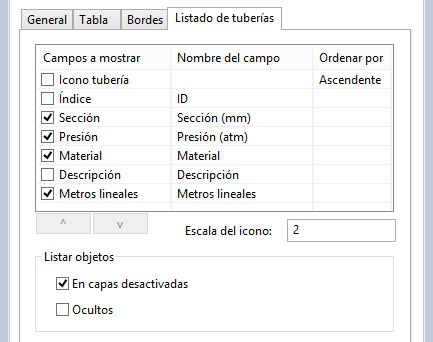 General Tabla Bordes Listado de tuberías
Campos a mostrar Nombre del campo Ordenar por
Icono tubería Ascendente
Índice ID
Sección Sección (mm)
Presión Presión (atm)
Material Material
Descripción Descripción
Metros lineales Metros lineales
^ v Escala del icono: 2
Listar objetos
En capas desactivadas
Ocultos